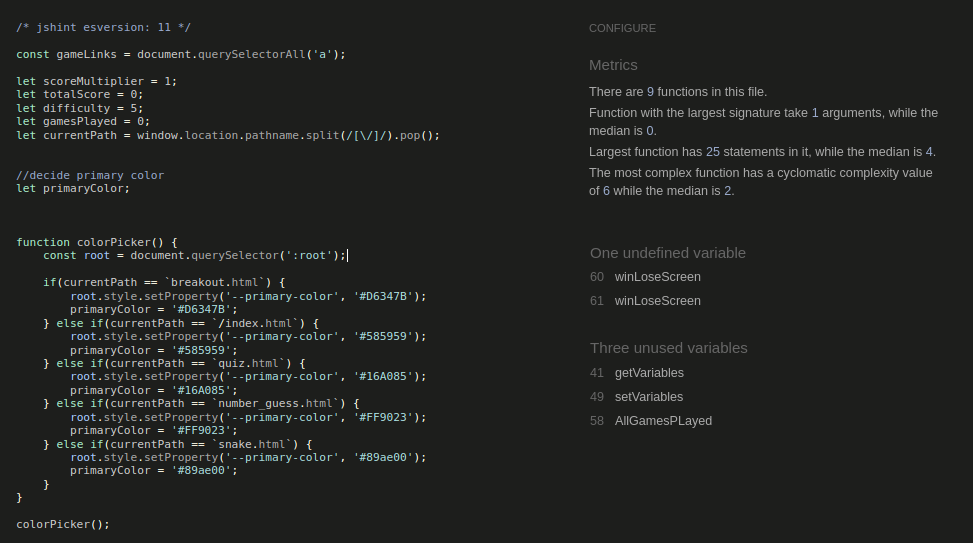 /* jshint esversion: 11 */
const gameLinks = document.querySelectorAll('a');
let scoreMultiplier = 1;
let totalScore = 0;
let difficulty = 5;
let gamesPlayed = 0;
let currentPath = window.location.pathname.split(/[\/]/).pop();
//decide primary color
let primaryColor;
function colorPicker() {
    const root = document.querySelector(':root');
    if(currentPath == `breakout.html`) {
        root.style.setProperty('--primary-color', '#D6347B');
        primaryColor = '#D6347B';
    } else if(currentPath == `/index.html`) {
        root.style.setProperty('--primary-color', '#585959');
        primaryColor = '#585959';
    } else if(currentPath == `quiz.html`) {
        root.style.setProperty('--primary-color', '#16A085');
        primaryColor = '#16A085';
    } else if(currentPath == `number_guess.html`) {
        root.style.setProperty('--primary-color', '#FF9023');
        primaryColor = '#FF9023';
    } else if(currentPath == `snake.html`) {
        root.style.setProperty('--primary-color', '#89ae00');
        primaryColor = '#89ae00';
    }
}
colorPicker();
CONFIGURE
Metrics
There are 9 functions in this file.
Function with the largest signature take 1 arguments, while the
median is 0.
Largest function has 25 statements in it, while the median is 4.
The most complex function has a cyclomatic complexity value
of 6 while the median is 2.
One undefined variable
60 winLoseScreen
61 winLoseScreen
Three unused variables
41 getVariables
49 setVariables
58 AllGamesPLayed